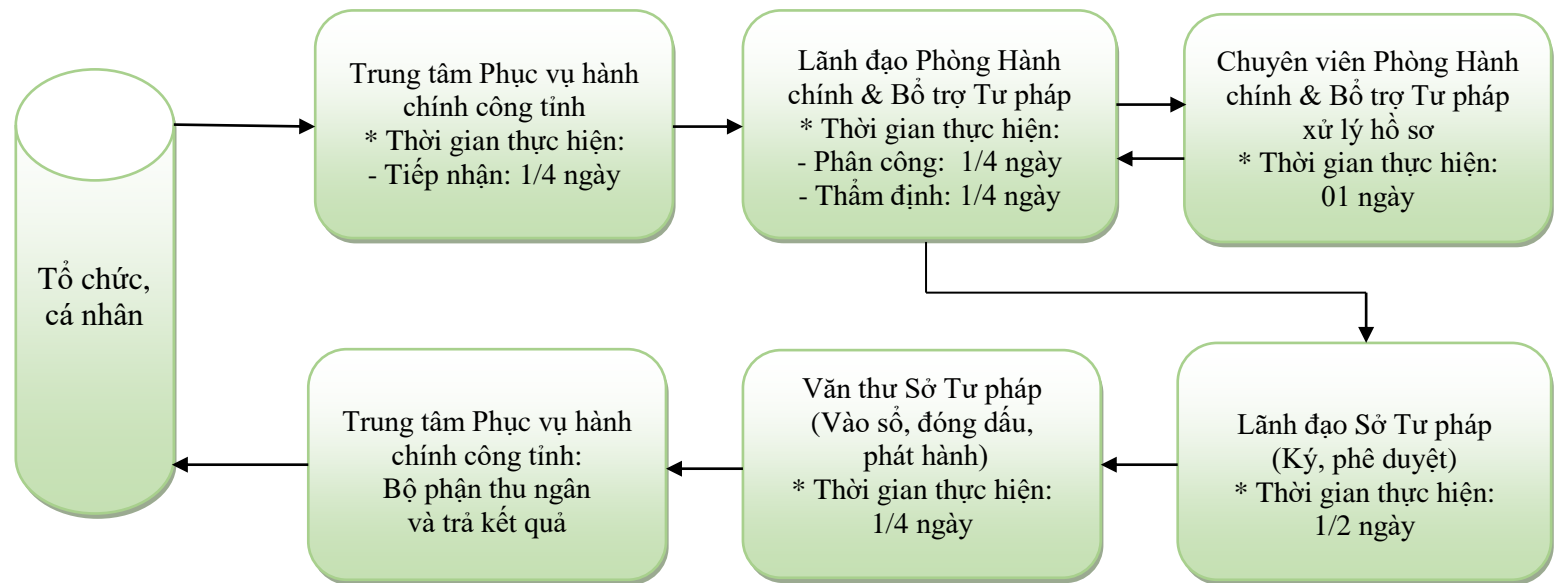 Tổ chức,
cá nhân
Trung tâm Phục vụ hành
chính công tỉnh
* Thời gian thực hiện:
- Tiếp nhận: 1/4 ngày
Lãnh đạo Phòng Hành
chính & Bổ trợ Tư pháp
* Thời gian thực hiện:
- Phân công: 1/4 ngày
- Thẩm định: 1/4 ngày
Chuyên viên Phòng Hành
chính & Bổ trợ Tư pháp
xử lý hồ sơ
* Thời gian thực hiện:
01 ngày
Lãnh đạo Sở Tư pháp
(Ký, phê duyệt)
* Thời gian thực hiện:
1/2 ngày
Văn thư Sở Tư pháp
(Vào sổ, đóng dấu,
phát hành)
* Thời gian thực hiện:
1/4 ngày
Trung tâm Phục vụ hành
chính công tỉnh:
Bộ phận thu ngân
và trả kết quả